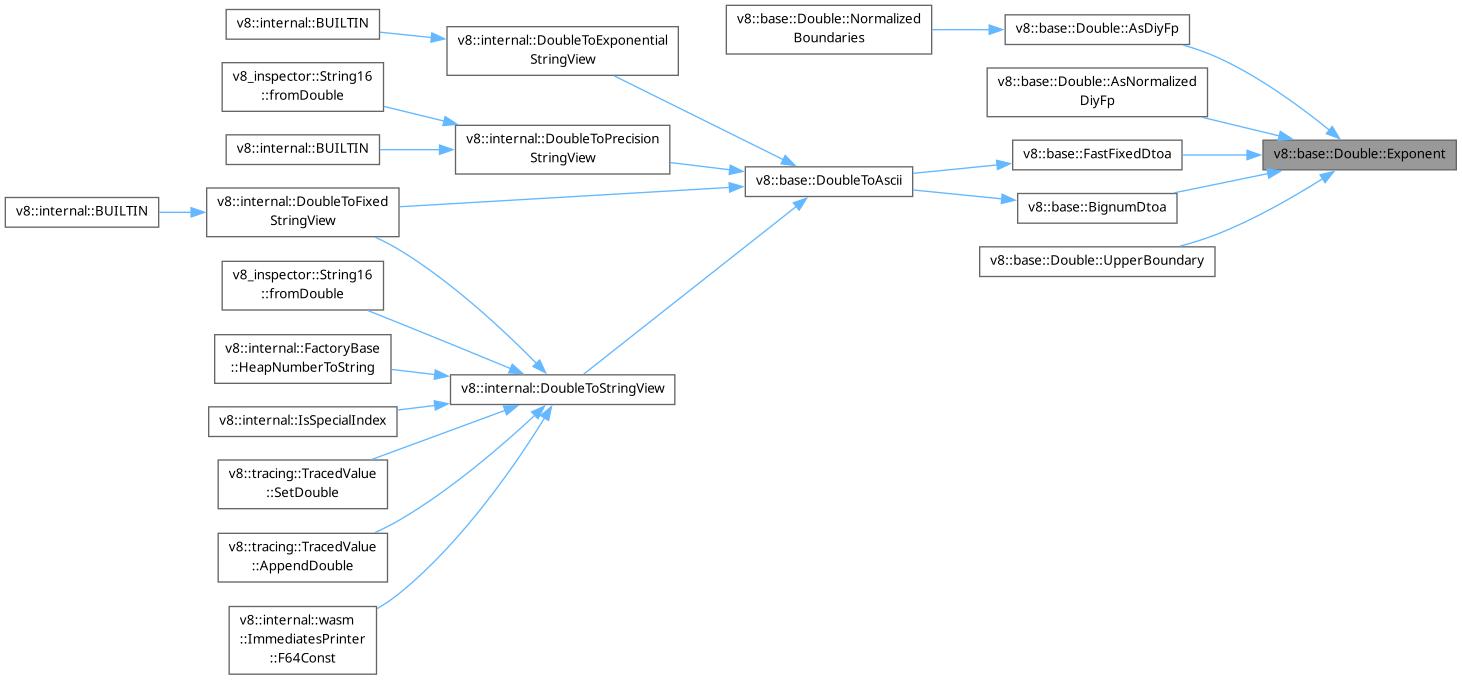 v8::internal::BUILTIN
v8::internal::DoubleToExponential
StringView
v8::base::Double::Normalized
Boundaries
v8::base::Double::AsDiyFp
v8_inspector::String16
::fromDouble
v8::base::Double::AsNormalized
DiyFp
v8::internal::BUILTIN
v8::internal::DoubleToPrecision
StringView
v8::base::FastFixedDtoa
v8::base::Double::Exponent
v8::base::DoubleToAscii
v8::internal::BUILTIN
v8::internal::DoubleToFixed
StringView
v8::base::BignumDtoa
v8::base::Double::UpperBoundary
v8_inspector::String16
::fromDouble
v8::internal::FactoryBase
::HeapNumberToString
v8::internal::DoubleToStringView
v8::internal::IsSpecialIndex
v8::tracing::TracedValue
::SetDouble
v8::tracing::TracedValue
::AppendDouble
v8::internal::wasm
::ImmediatesPrinter
::F64Const